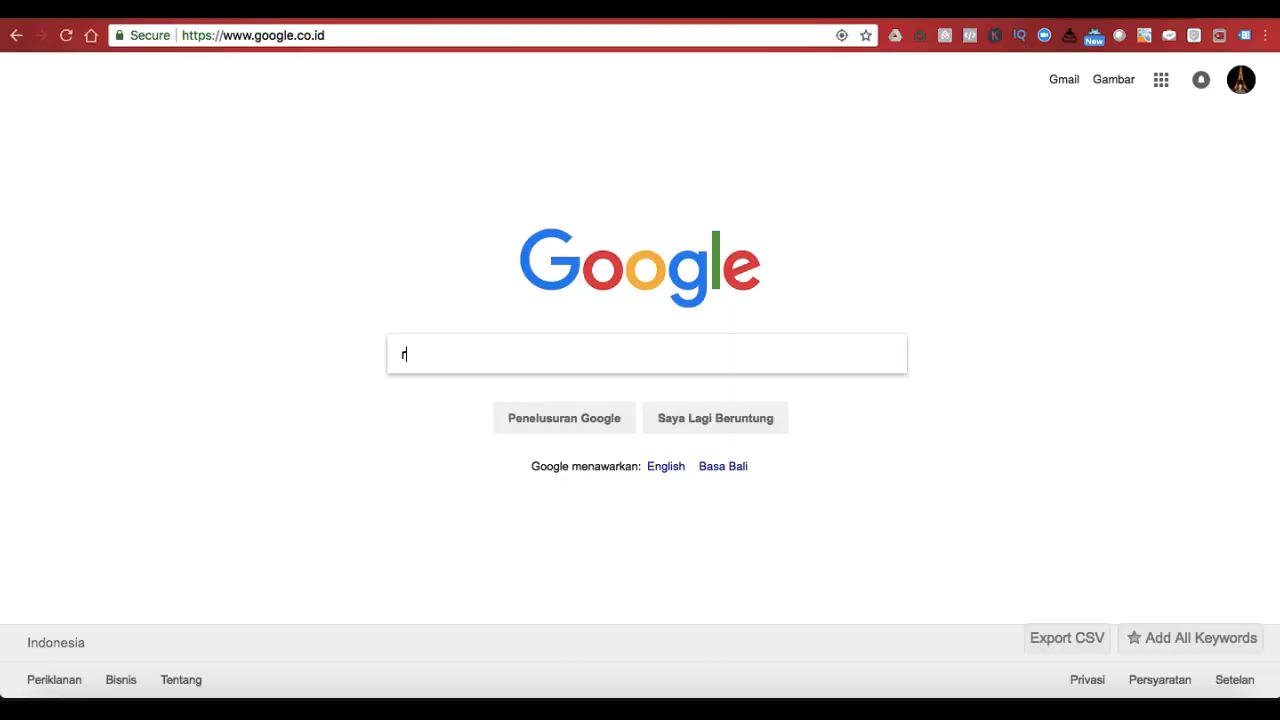 Secure https://www.google.co.id
New
Gmail Gambar
Google
r
Penelusuran Google Saya Lagi Beruntung
Google menawarkan: English Basa Bali
Indonesia
Export CSV Add All Keywords
Periklanan Bisnis Tentang
Privasi Persyaratan Setelan